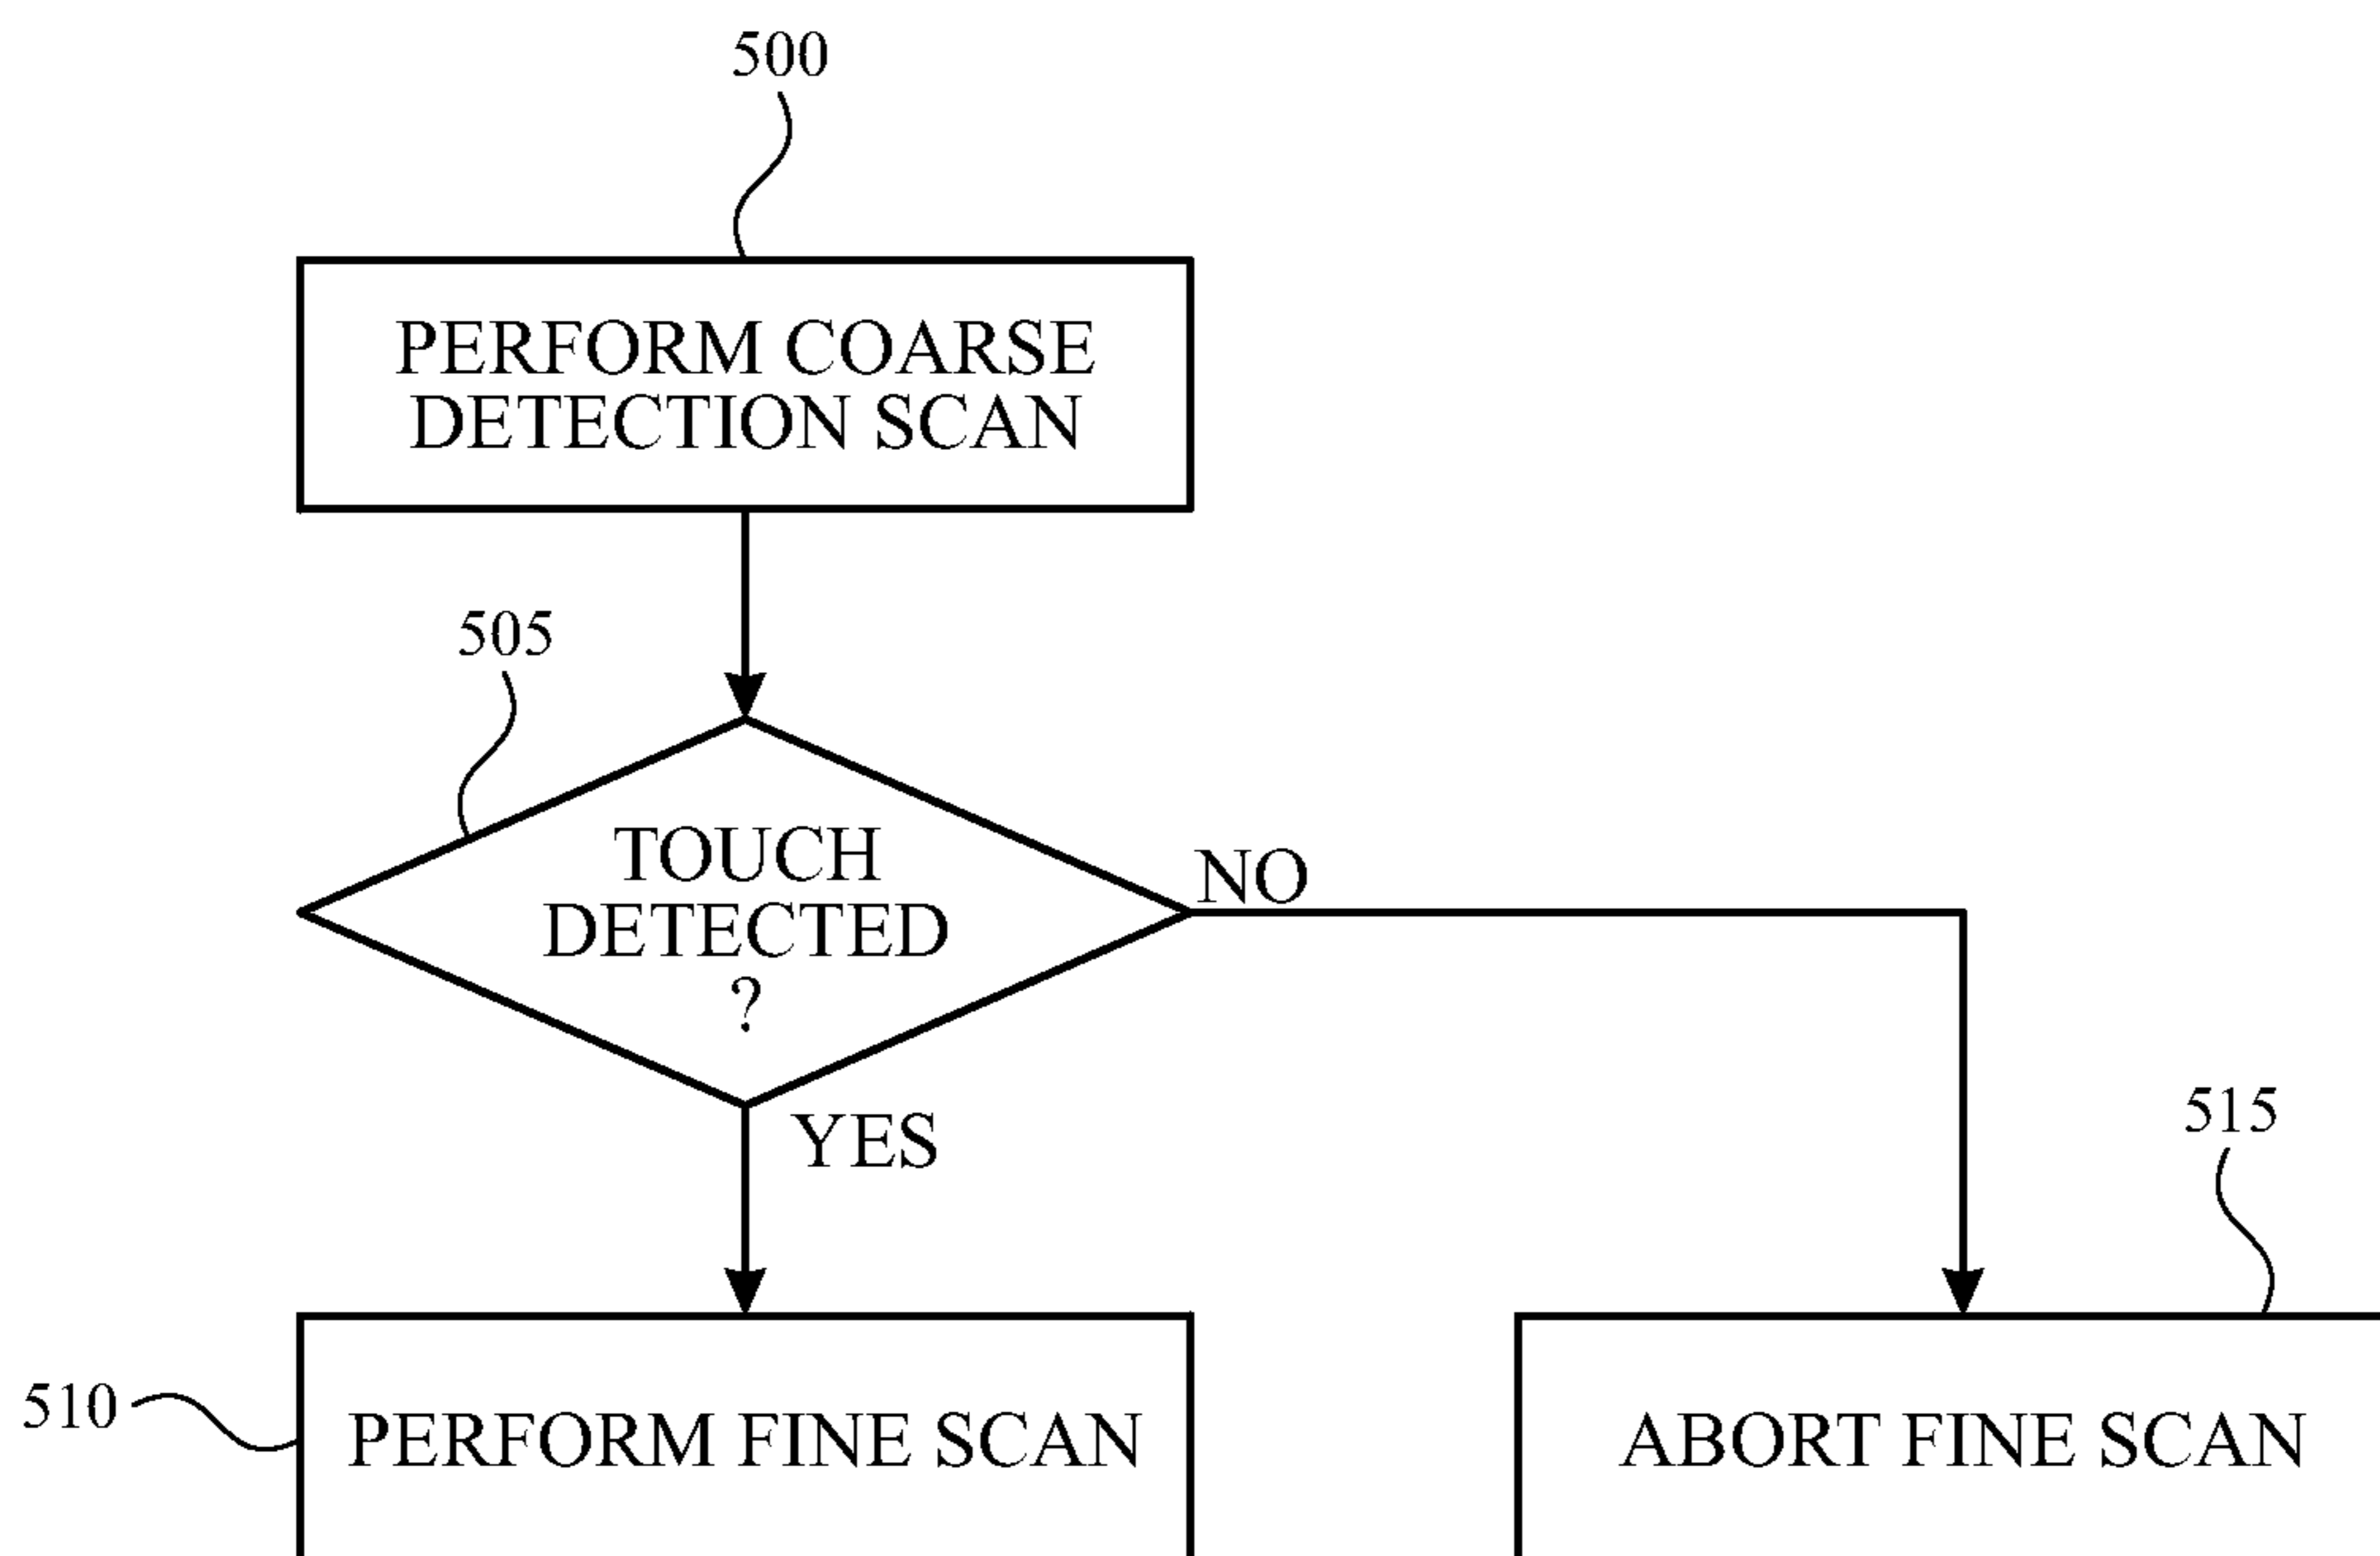 500
PERFORM COARSE
DETECTION SCAN
505
TOUCH
DETECTED
?
NO
YES
515
510
PERFORM FINE SCAN
ABORT FINE SCAN